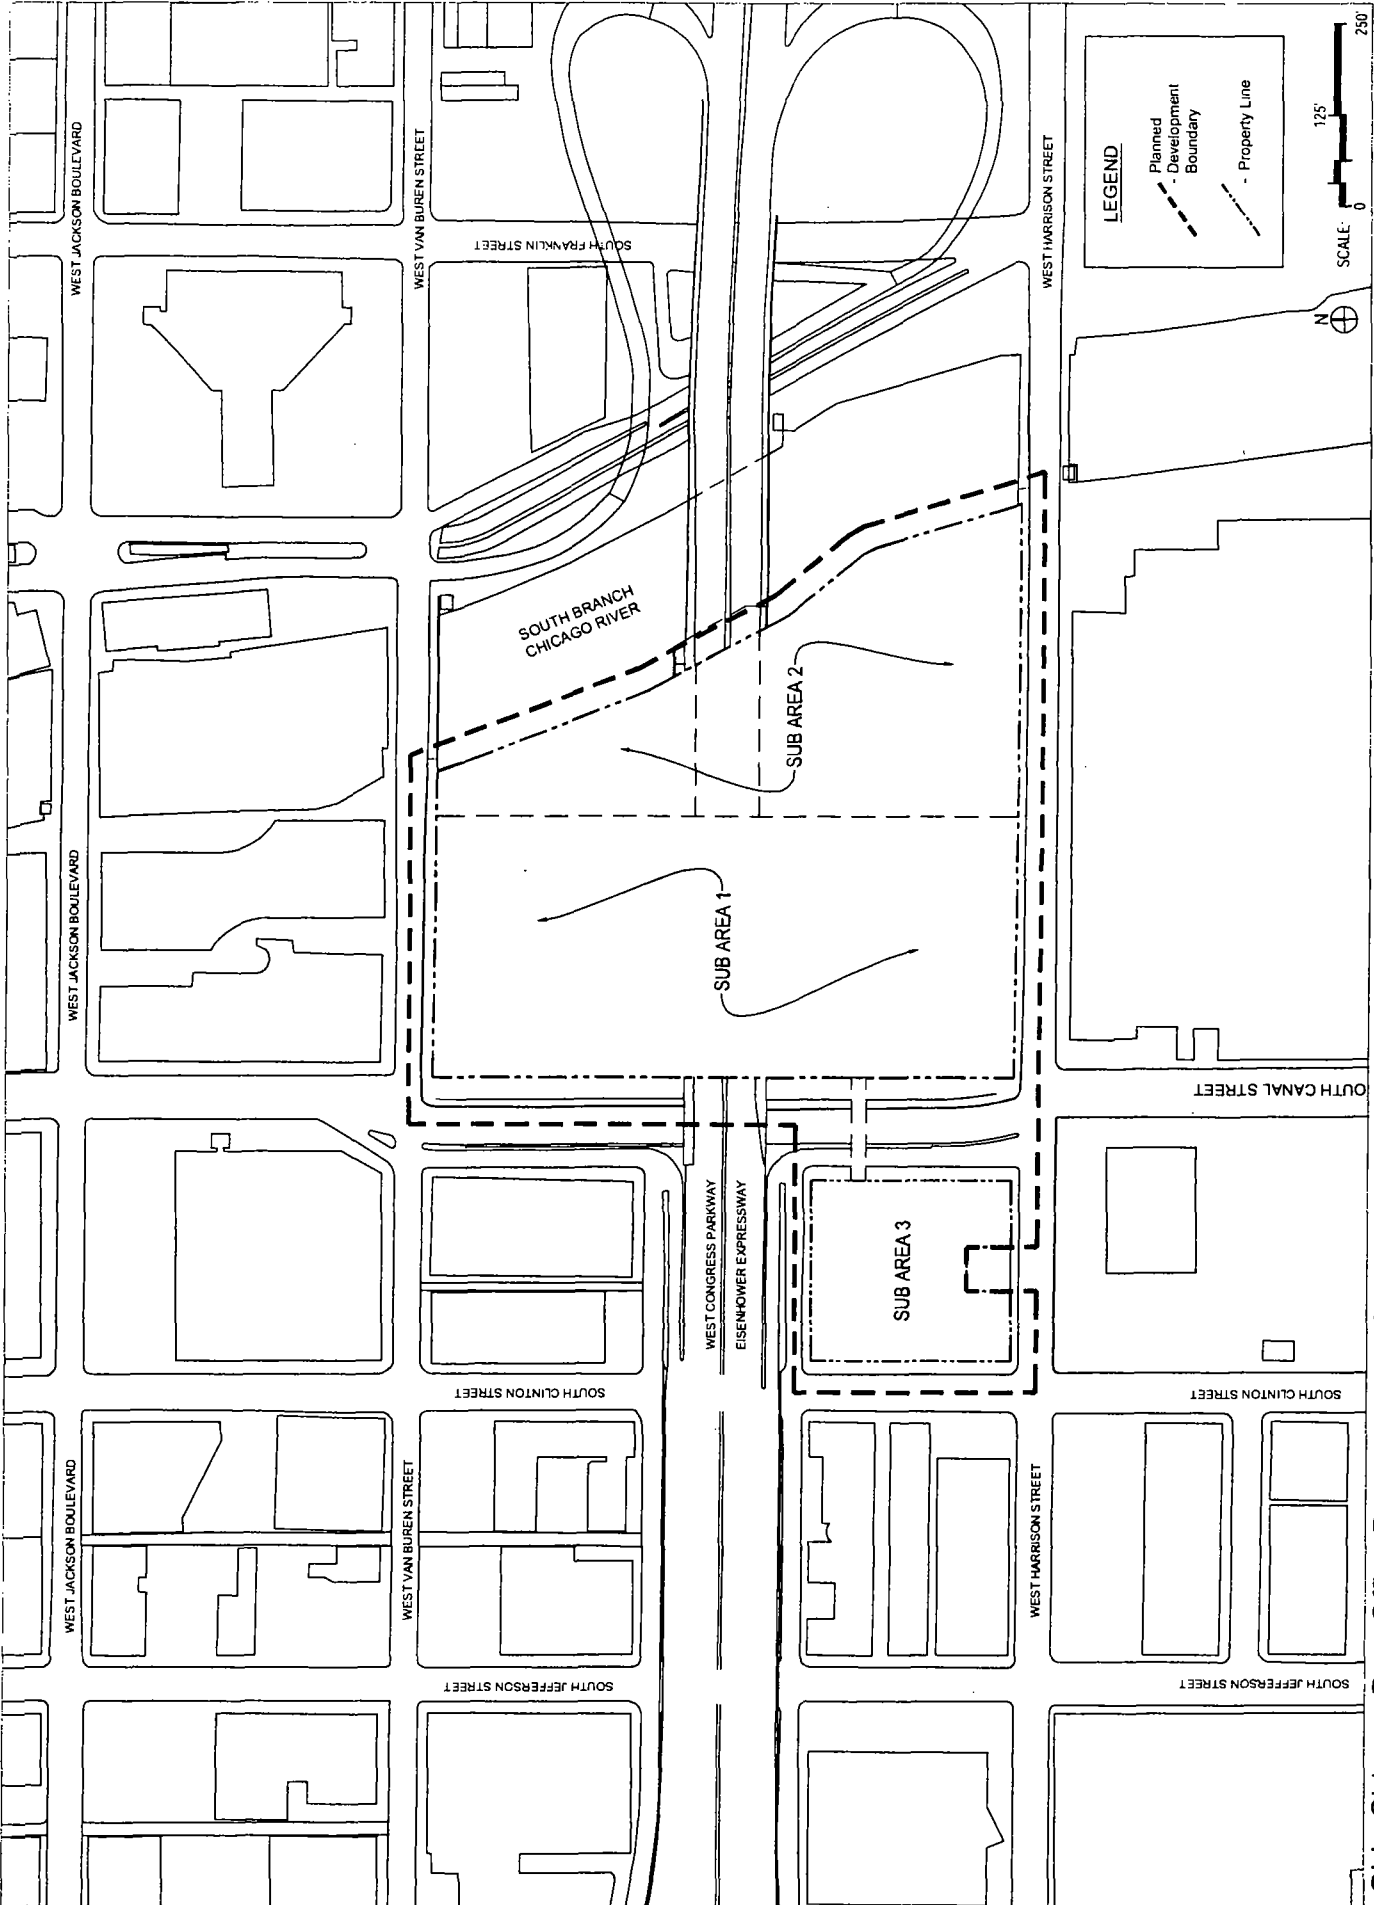 WEST JACKSON BOULEVARD
WEST VAN BUREN STREET
SOUTH FRANKLIN STREET
WEST HARRISON STREET
LEGEND
Planned
- Development
Boundary
- Property Line
SCALE:
0
125'
250'
N
SOUTH BRANCH
CHICAGO RIVER
SUB AREA 2
WEST JACKSON BOULEVARD
SUB AREA 1
OUTH CANAL STREET
WEST CONGRESS PARKWAY
EISENHOWER EXPRESSWAY
SUB AREA 3
SOUTH CLINTON STREET
SOUTH CLINTON STREET
WEST JACKSON BOULEVARD
WEST VAN BUREN STREET
WEST HARRISON STREET
SOUTH JEFFERSON STREET
SOUTH JEFFERSON STREET